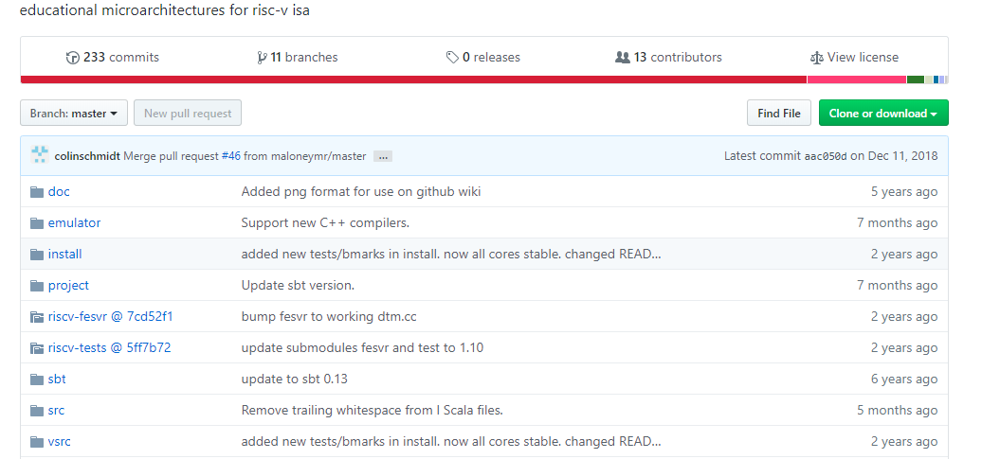 educational microarchitectures for risc-v isa
233 commits 11 branches 0 releases 13 contributors View license
Branch: master New pull request Find File Clone or download
colinschmidt Merge pull request #46 from maloneymr/master ... Latest commit aac050d on Dec 11, 2018
doc Added png format for use on github wiki 5 years ago
emulator Support new C++ compilers. 7 months ago
install added new tests/bmarks in install. now all cores stable. changed READ... 2 years ago
project Update sbt version. 7 months ago
riscv-fesvr @ 7cd52f1 bump fesvr to working dtm.cc 2 years ago
riscv-tests @ 5ff7b72 update submodules fesvr and test to 1.10 2 years ago
sbt update to sbt 0.13 6 years ago
src Remove trailing whitespace from l Scala files. 5 months ago
vsrc added new tests/bmarks in install. now all cores stable. changed READ... 2 years ago